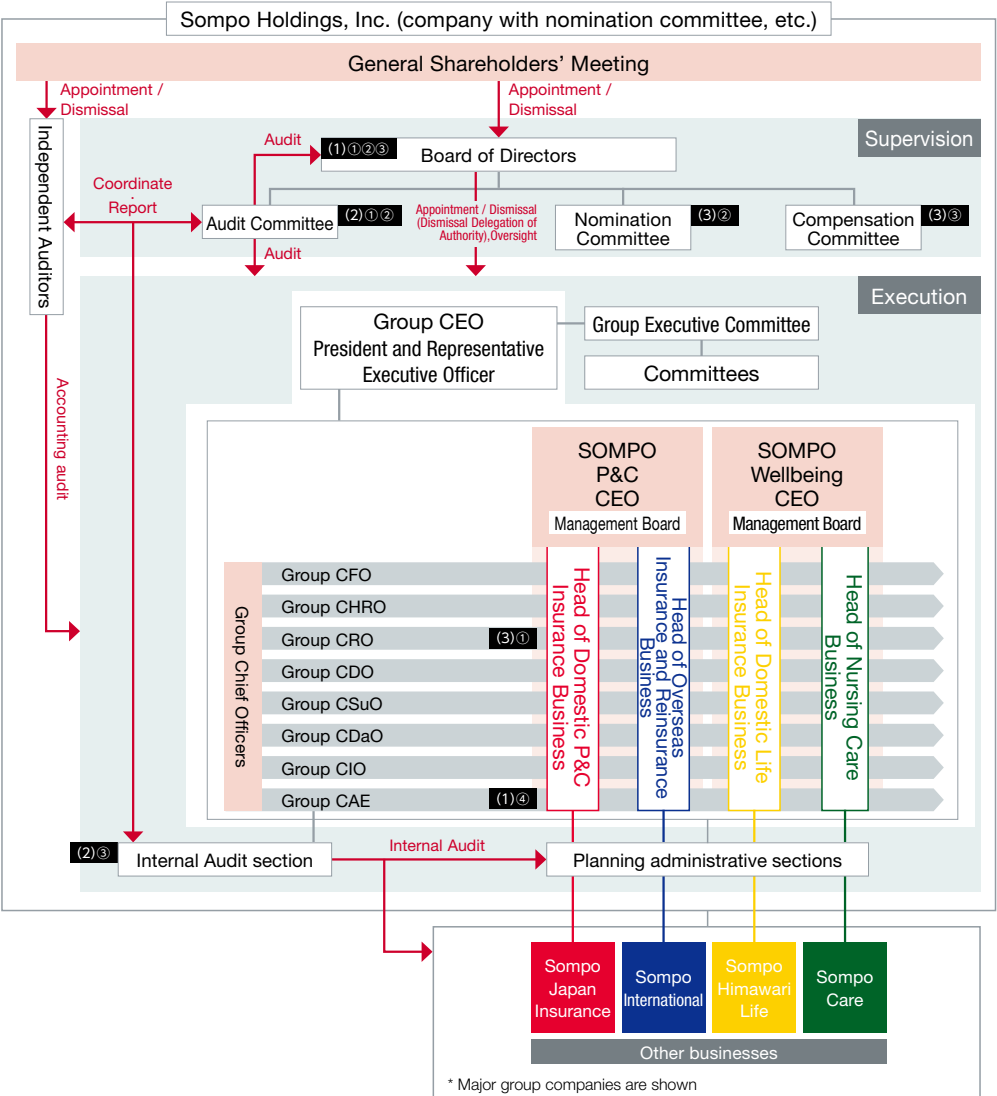 Sompo Holdings, Inc. (company with nomination committee, etc.)
General Shareholders' Meeting
Appointment /
Dismissal
Appointment /
Dismissal
Independent Auditors
Supervision
Audit
(1)①②③
Board of Directors
Coordinate
·
Report
Audit Committee
(2)①②
Appointment / Dismissal
(Dismissal Delegation of
Authority),Oversight
Nomination
Committee
(3)②
Compensation
Committee
(3)③
Audit
Execution
Group CEO
President and Representative
Executive Officer
Group Executive Committee
Committees
Accounting audit
SOMPO
P&C
CEO
Management Board
SOMPO
Wellbeing
CEO
Management Board
Group Chief Officers
Group CFO
Group CHRO
Group CRO
(3)①
Group CDO
Group CSuO
Group CDaO
Group CIO
Group CAE
(1)④
Head of Domestic P&C
Insurance Business
Head of Overseas
Insurance and Reinsurance
Business
Head of Domestic Life
Insurance Business
Head of Nursing Care
Business
(2)③
Internal Audit section
Internal Audit
Planning administrative sections
Sompo
Japan
Insurance
Sompo
International
Sompo
Himawari
Life
Sompo
Care
Other businesses
* Major group companies are shown